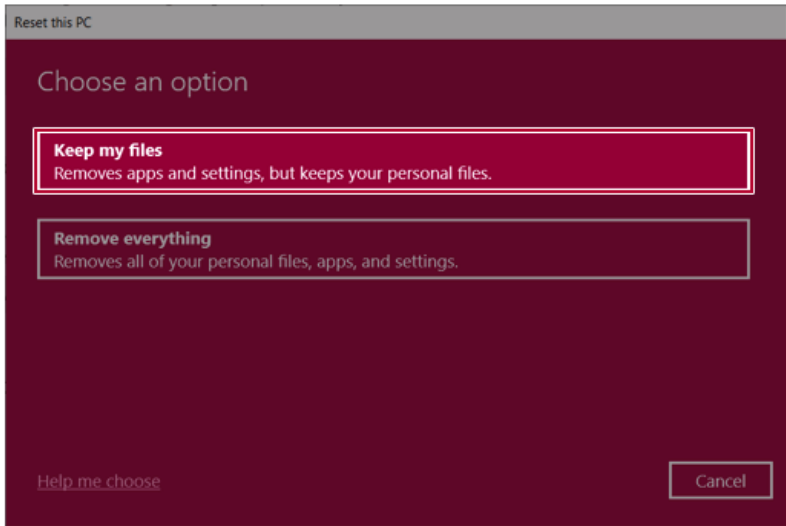 Reset this PC
Choose an option
Keep my files
Removes apps and settings, but keeps your personal files.
Remove everything
Removes all of your personal files, apps, and settings.
Help me choose
Cancel